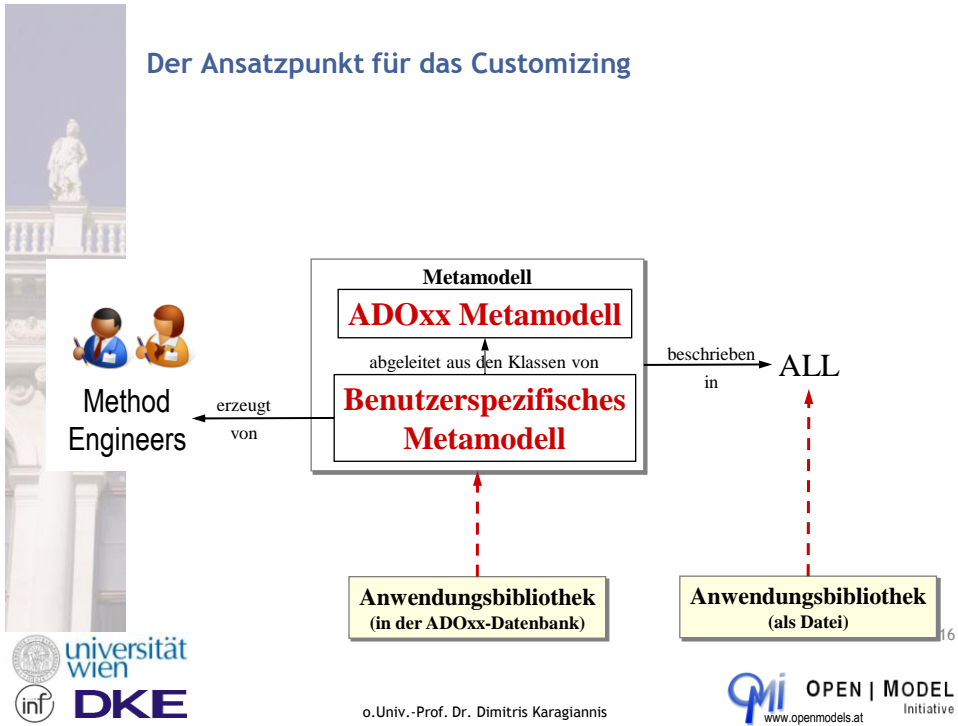 Der Ansatzpunkt für das Customizing
Metamodell
ADOxx Metamodell
abgeleitet aus den Klassen von
Benutzerspezifisches
Metamodell
Method
Engineers
erzeugt
von
beschrieben
in
ALL
Anwendungsbibliothek
(in der ADOxx-Datenbank)
Anwendungsbibliothek
(als Datei)
16
universität
wien
inf
DKE
o.Univ.-Prof. Dr. Dimitris Karagiannis
OMi
www.openmodels.at
OPEN | MODEL
Initiative